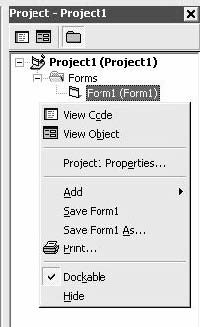 Project - Project1
Project1 (Project1)
Forms
Form1 (Form1)
View Code
View Object
Project1 Properties...
Add
Save Form1
Save Form1 As...
Print...
Dockable
Hide